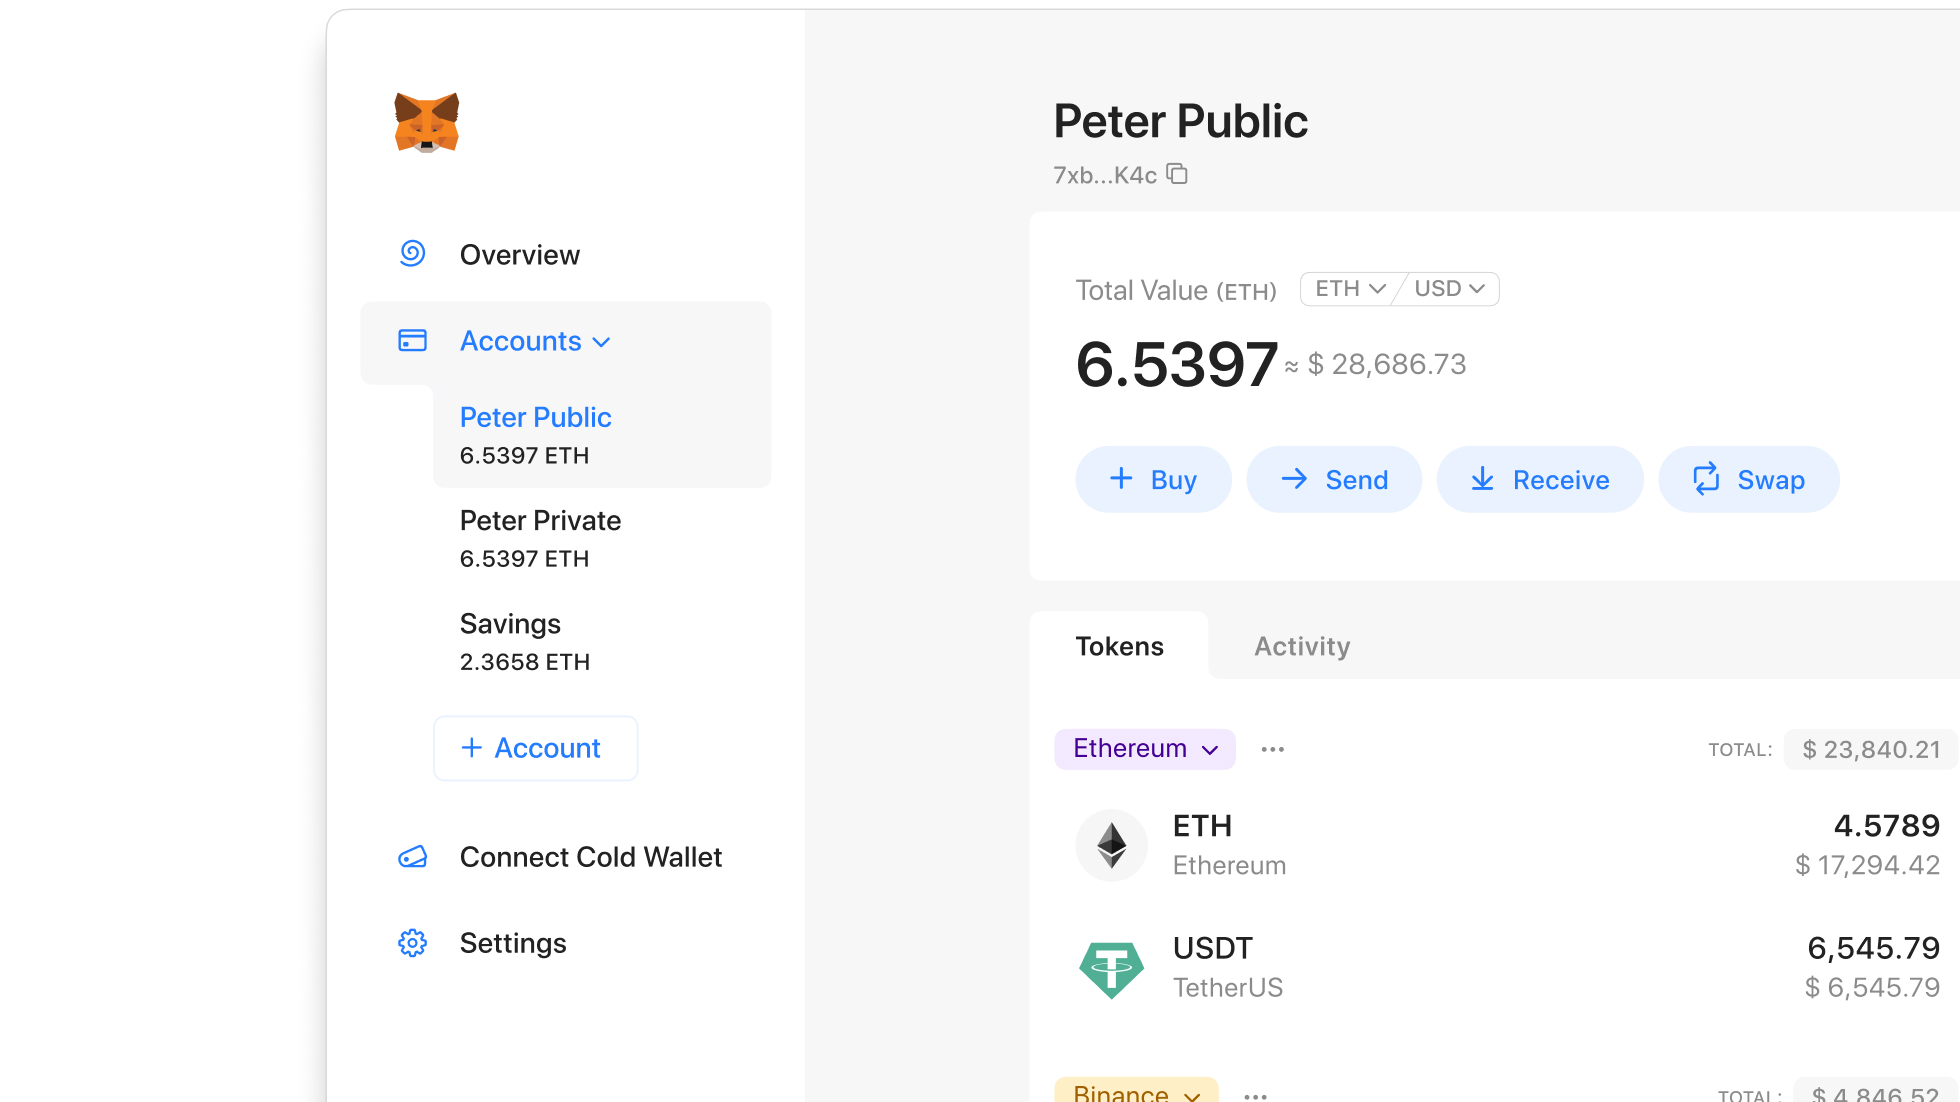 Overview
Accounts
Peter Public
6.5397 ETH
Peter Private
6.5397 ETH
Savings
2.3658 ETH
+ Account
Connect Cold Wallet
Settings
Peter Public
7xb...K4c
Total Value (ETH) ETH / USD
6.5397 ≈ $ 28,686.73
+ Buy Send Receive Swap
Tokens Activity
Ethereum ••• TOTAL: $ 23,840.21
ETH 4.5789
Ethereum $ 17,294.42
USDT 6,545.79
TetherUS $ 6,545.79
Binance ••• TOTAL: $ 4,846.52